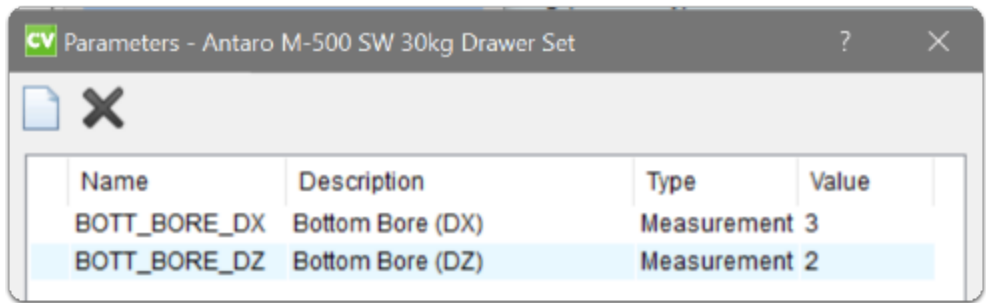 CV Parameters - Antaro M-500 SW 30kg Drawer Set ?
Name Description Type Value
BOTT_BORE_DX Bottom Bore (DX) Measurement 3
BOTT_BORE_DZ Bottom Bore (DZ) Measurement 2